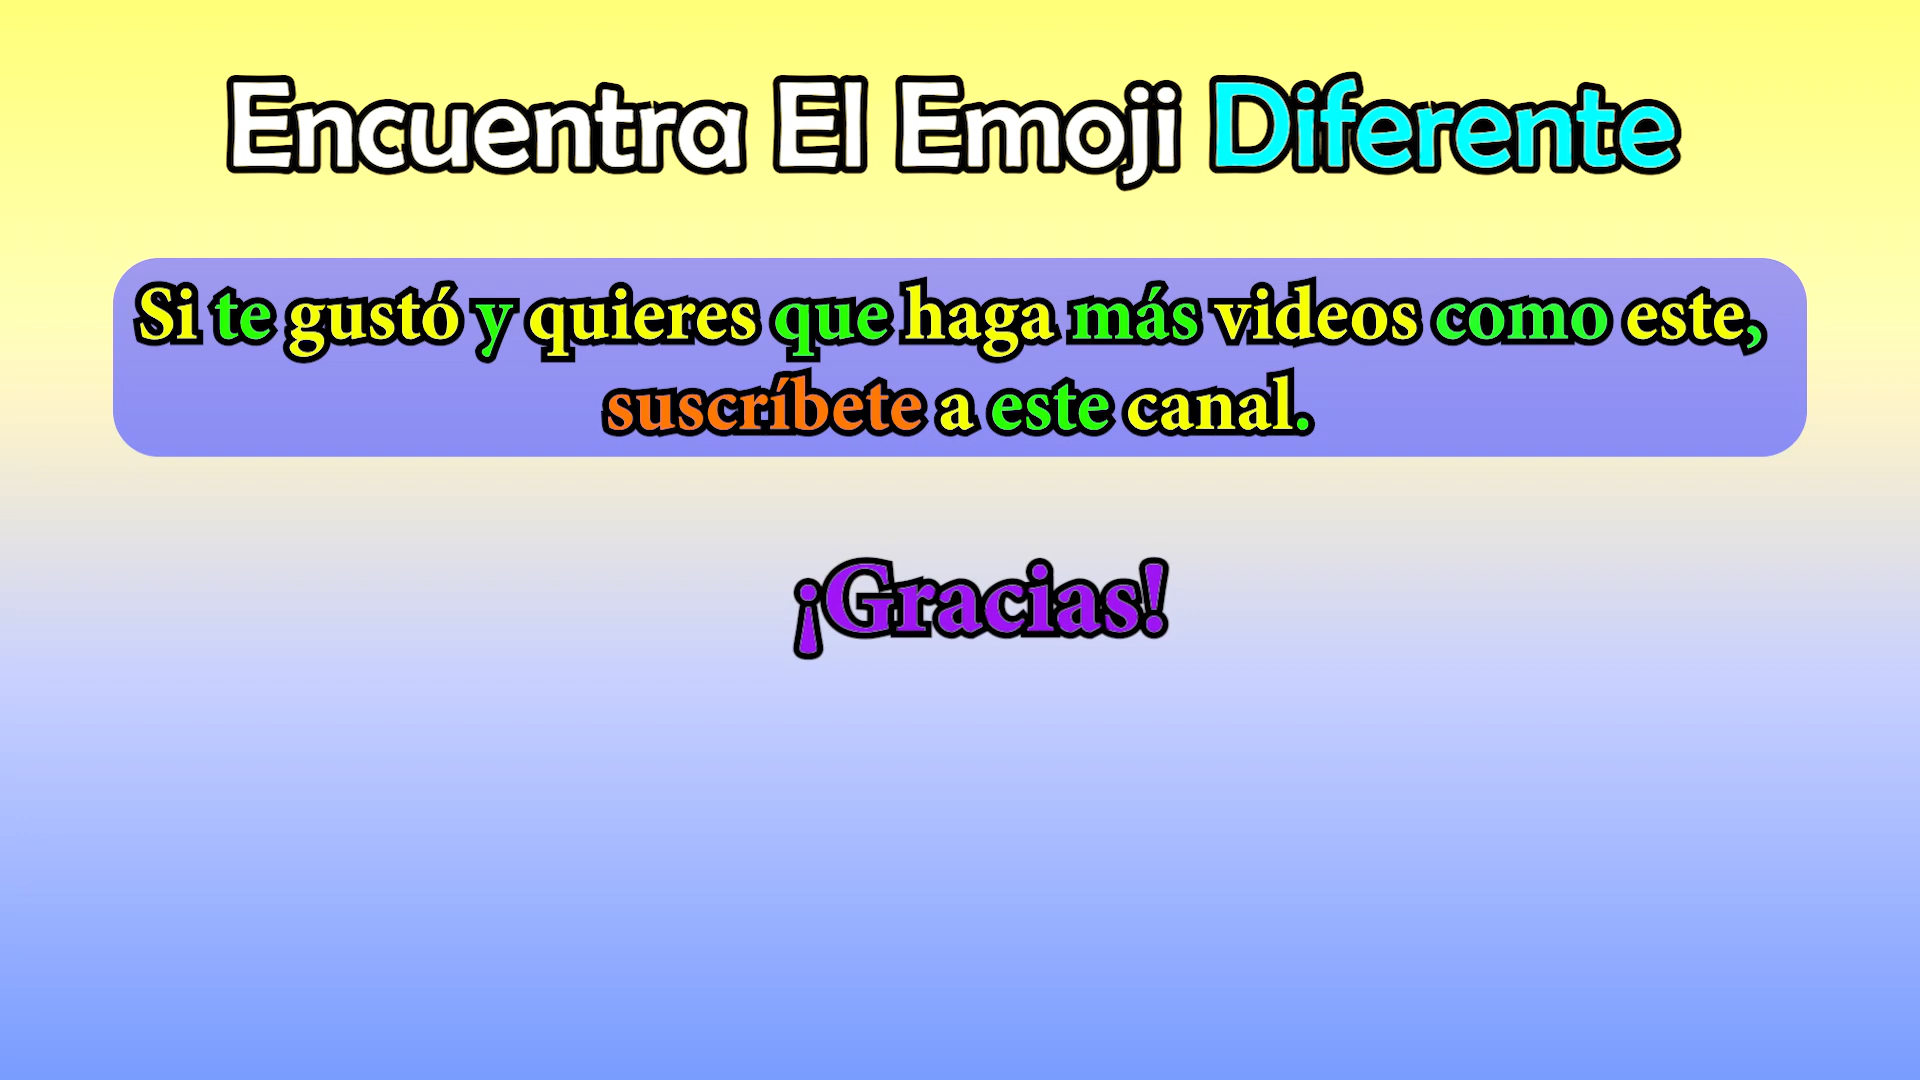 Encuentra El Emoji Diferente
Si te gustó y quieres que haga más videos como este,
suscríbete a este canal.
¡Gracias!